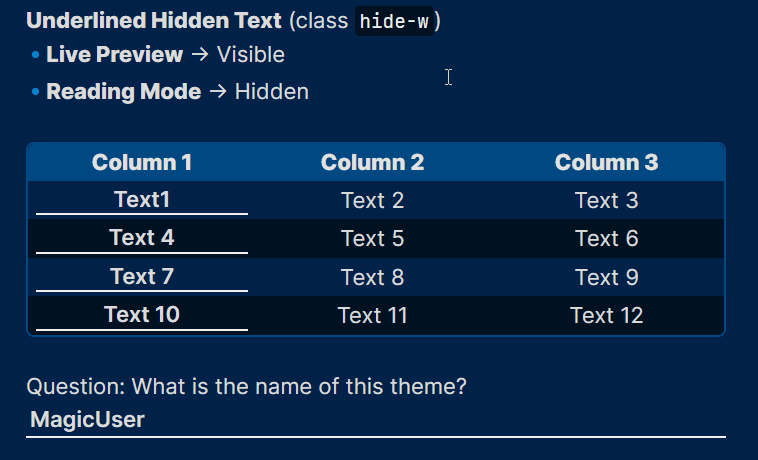 Underlined Hidden Text (class hide-w)
• Live Preview → Visible
• Reading Mode → Hidden
Column 1 Column 2 Column 3
Text1 Text 2 Text 3
Text 4 Text 5 Text 6
Text 7 Text 8 Text 9
Text 10 Text 11 Text 12
Question: What is the name of this theme?
MagicUser